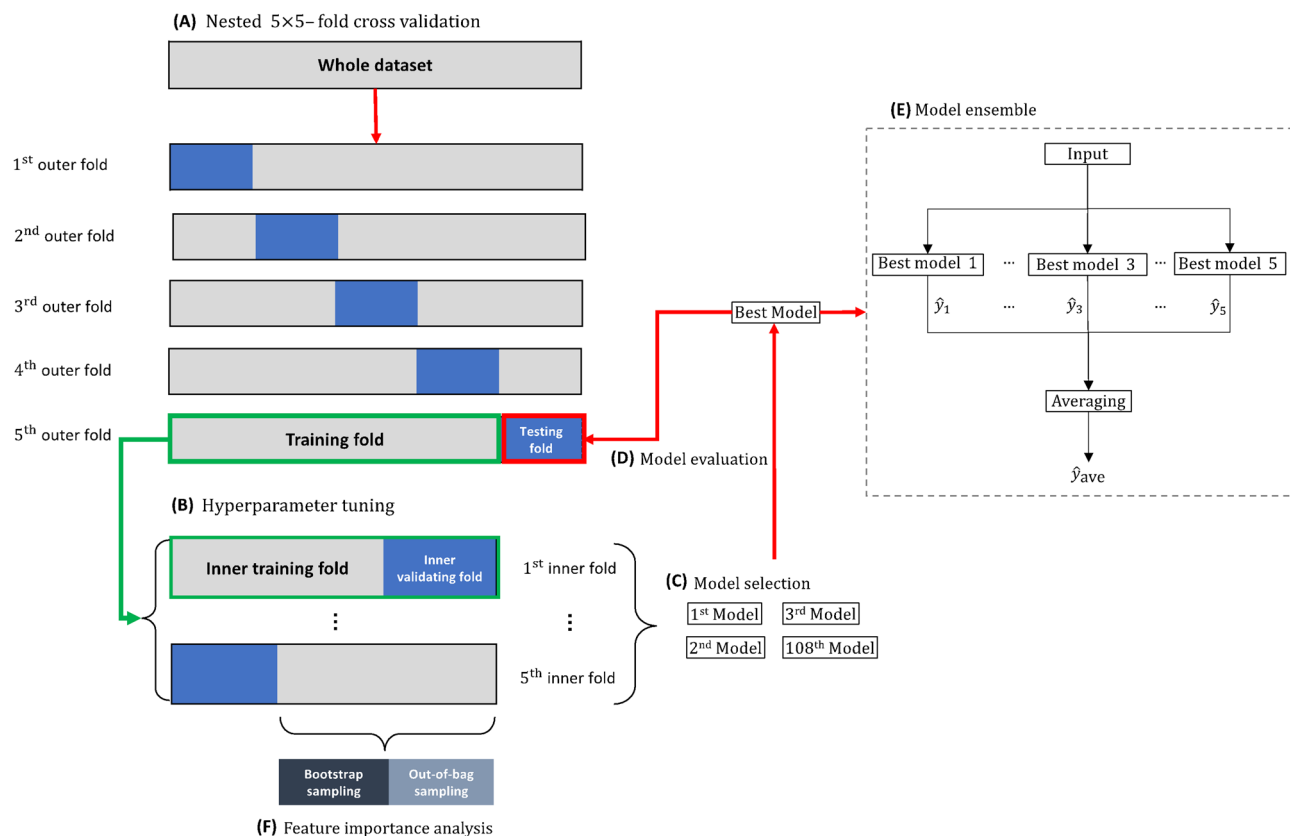 (A) Nested 5×5– fold cross validation
Whole dataset
1st outer fold
2nd outer fold
3rd outer fold
4th outer fold
5th outer fold
Training fold
Testing
fold
(B) Hyperparameter tuning
Inner training fold
Inner
validating fold
1st inner fold
⋮
⋮
5th inner fold
Bootstrap
sampling
Out-of-bag
sampling
(F) Feature importance analysis
(C) Model selection
1st Model
3rd Model
2nd Model
108th Model
(D) Model evaluation
Best Model
(E) Model ensemble
Input
Best model 1 ... Best model 3 ... Best model 5
ŷ1 ... ŷ3 ... ŷ5
Averaging
ŷave